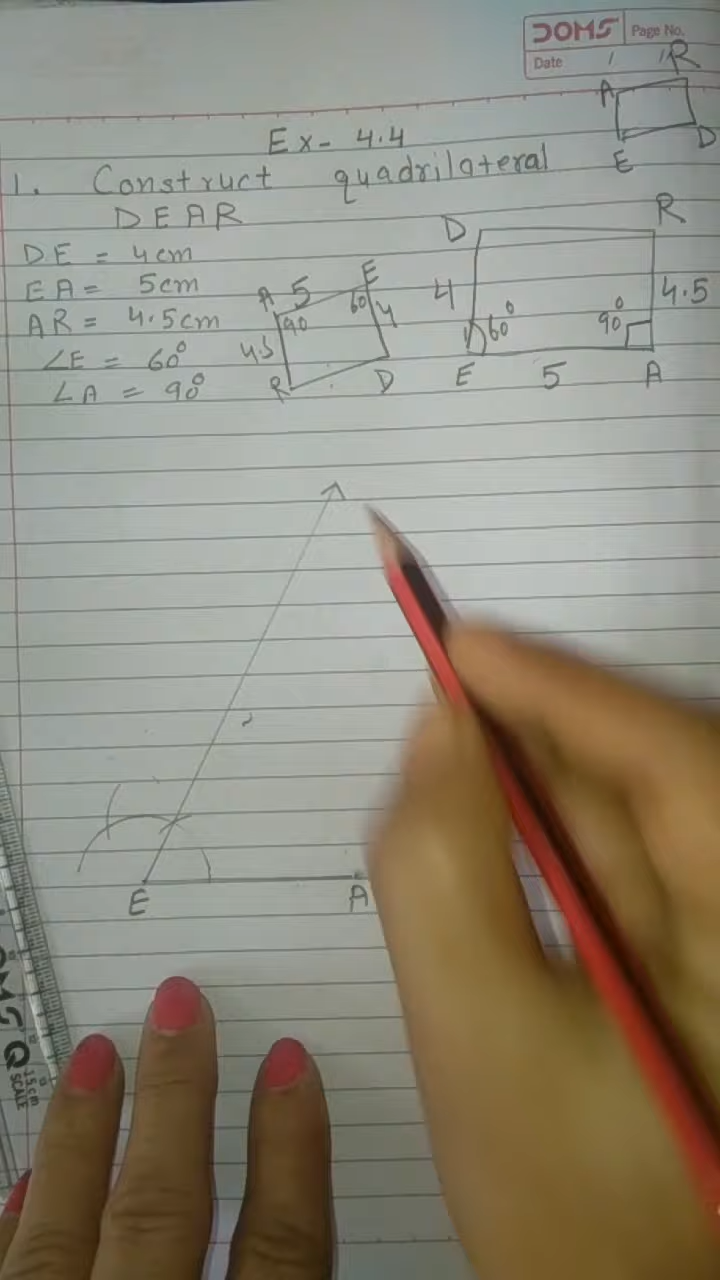 DOMS Page No.
Date / /
R
A
D
E
Ex- 4.4
1. Construct quadrilateral
DEAR
DE = 4cm
EA = 5cm
AR = 4.5cm
∠E = 60°
∠A = 90°
A 5 E
90 60 4
4.5
R D
D R
4 4.5
60° 90°
E 5 A
E A
DOMS Q
15cm
SCALE